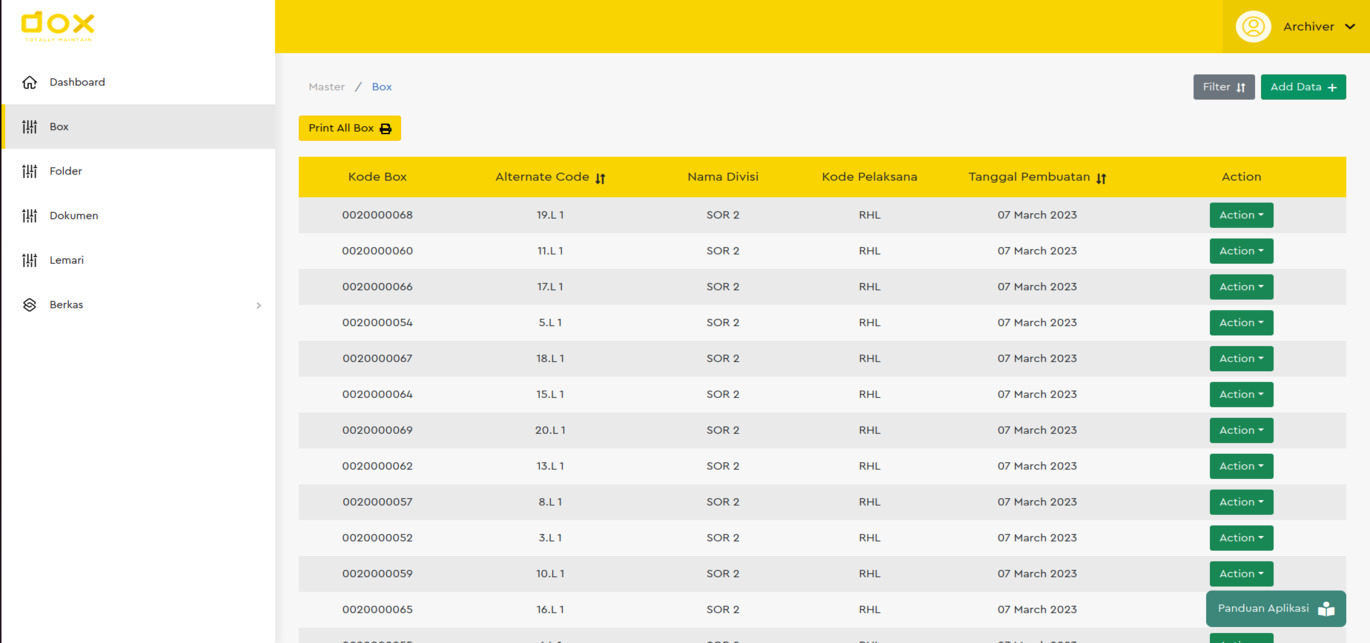 dox
TOTALLY MAINTAIN
Archiver
Dashboard
Box
Folder
Dokumen
Lemari
Berkas
Master / Box
Filter
Add Data +
Print All Box
Kode Box Alternate Code Nama Divisi Kode Pelaksana Tanggal Pembuatan Action
0020000068 19.L 1 SOR 2 RHL 07 March 2023 Action
0020000060 11.L 1 SOR 2 RHL 07 March 2023 Action
0020000066 17.L 1 SOR 2 RHL 07 March 2023 Action
0020000054 5.L 1 SOR 2 RHL 07 March 2023 Action
0020000067 18.L 1 SOR 2 RHL 07 March 2023 Action
0020000064 15.L 1 SOR 2 RHL 07 March 2023 Action
0020000069 20.L 1 SOR 2 RHL 07 March 2023 Action
0020000062 13.L 1 SOR 2 RHL 07 March 2023 Action
0020000057 8.L 1 SOR 2 RHL 07 March 2023 Action
0020000052 3.L 1 SOR 2 RHL 07 March 2023 Action
0020000059 10.L 1 SOR 2 RHL 07 March 2023 Action
0020000065 16.L 1 SOR 2 RHL 07 March 2023
Panduan Aplikasi